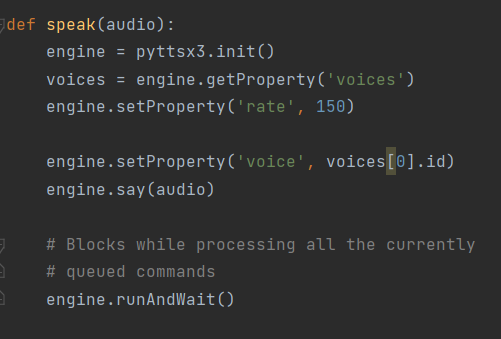 def speak(audio):
    engine = pyttsx3.init()
    voices = engine.getProperty('voices')
    engine.setProperty('rate', 150)
    engine.setProperty('voice', voices[0].id)
    engine.say(audio)
    # Blocks while processing all the currently
    # queued commands
    engine.runAndWait()